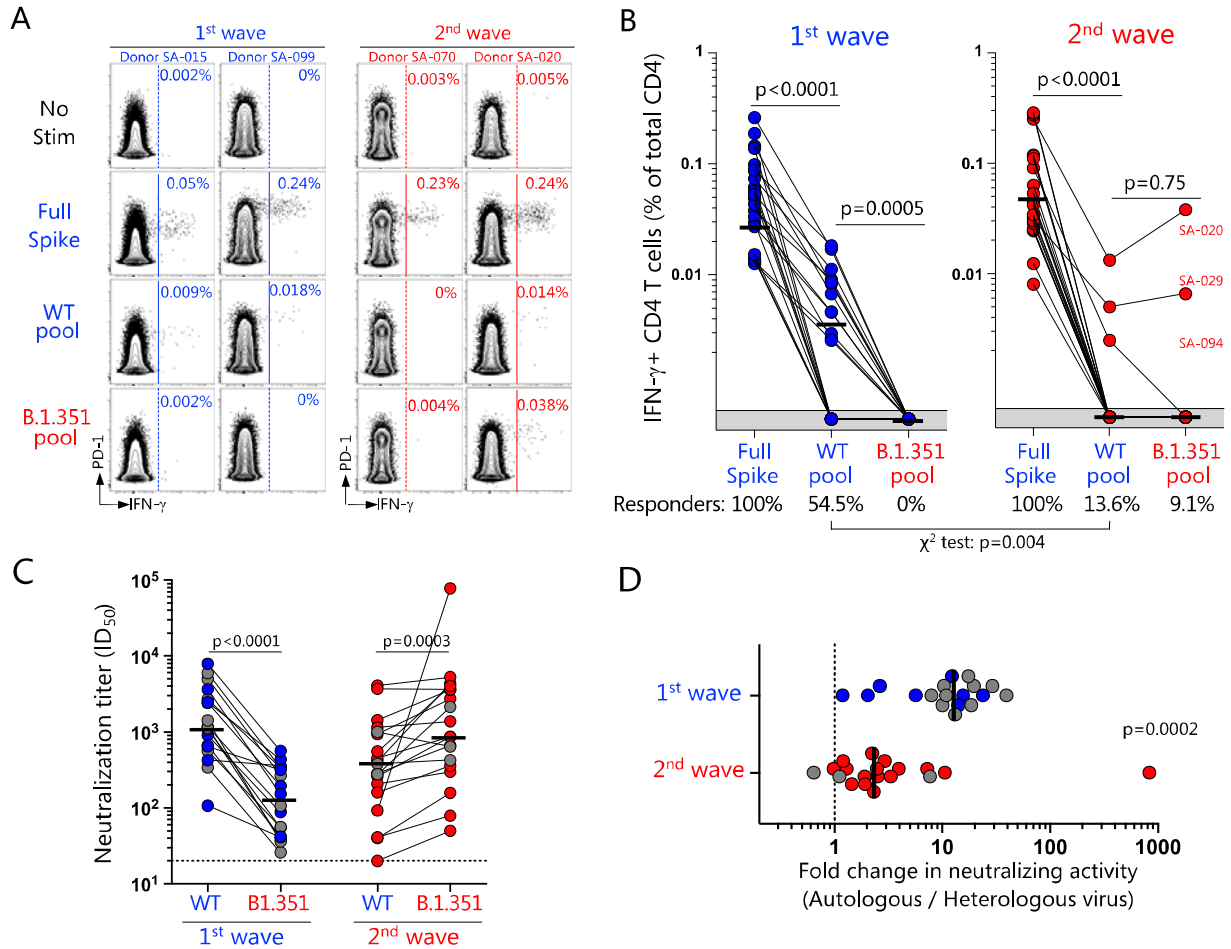 A
1st wave
2nd wave
Donor SA-015
Donor SA-099
Donor SA-070
Donor SA-020
No Stim
0.002%
0%
0.003%
0.005%
Full Spike
0.05%
0.24%
0.23%
0.24%
WT pool
0.009%
0.018%
0%
0.014%
B.1.351 pool
0.002%
0%
0.004%
0.038%
PD-1
IFN-γ
PD-1
IFN-γ
B
1st wave
2nd wave
IFN-γ+ CD4 T cells (% of total CD4)
1
0.1
0.01
p<0.0001
p=0.0005
1
0.1
0.01
p<0.0001
p=0.75
SA-020
SA-029
SA-094
Full Spike
WT pool
B.1.351 pool
Full Spike
WT pool
B.1.351 pool
Responders: 100% 54.5% 0% 100% 13.6% 9.1%
χ2 test: p=0.004
C
Neutralization titer (ID50)
10^5
10^4
10^3
10^2
10^1
p<0.0001
p=0.0003
WT
B1.351
WT
B.1.351
1st wave
2nd wave
D
1st wave
2nd wave
p=0.0002
1
10
100
1000
Fold change in neutralizing activity
(Autologous / Heterologous virus)